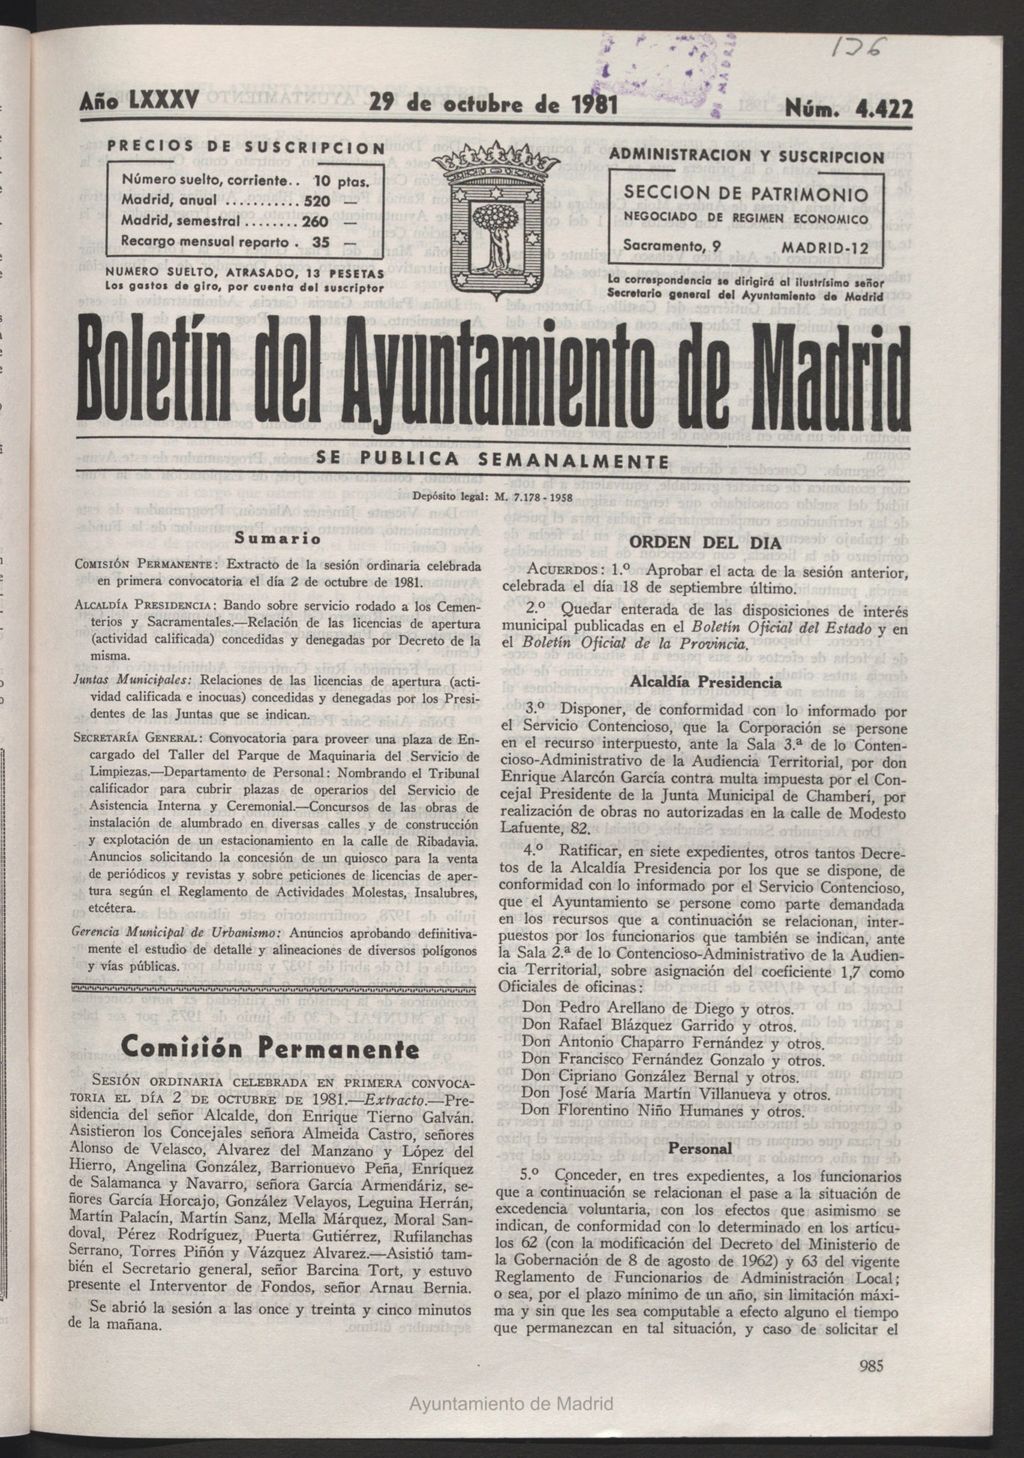 136
Año LXXXV 29 de octubre de 1981 Núm. 4.422
PRECIOS DE SUSCRIPCION
Número suelto, corriente.. 10 ptas.
Madrid, anual ........... 520 —
Madrid, semestral ........ 260 —
Recargo mensual reparto . 35 —
NUMERO SUELTO, ATRASADO, 13 PESETAS
Los gastos de giro, por cuenta del suscriptor
DE MADRID
ADMINISTRACION Y SUSCRIPCION
SECCION DE PATRIMONIO
NEGOCIADO DE REGIMEN ECONOMICO
Sacramento, 9 MADRID-12
La correspondencia se dirigirá al ilustrísimo señor
Secretario general del Ayuntamiento de Madrid
Boletín del Ayuntamiento de Madrid
SE PUBLICA SEMANALMENTE
Depósito legal: M. 7.178 - 1958
Sumario
COMISIÓN PERMANENTE: Extracto de la sesión ordinaria celebrada
en primera convocatoria el día 2 de octubre de 1981.
ALCALDÍA PRESIDENCIA: Bando sobre servicio rodado a los Cemen-
terios y Sacramentales.—Relación de las licencias de apertura
(actividad calificada) concedidas y denegadas por Decreto de la
misma.
Juntas Municipales: Relaciones de las licencias de apertura (acti-
vidad calificada e inocuas) concedidas y denegadas por los Presi-
dentes de las Juntas que se indican.
SECRETARÍA GENERAL: Convocatoria para proveer una plaza de En-
cargado del Taller del Parque de Maquinaria del Servicio de
Limpiezas.—Departamento de Personal: Nombrando el Tribunal
calificador para cubrir plazas de operarios del Servicio de
Asistencia Interna y Ceremonial.—Concursos de las obras de
instalación de alumbrado en diversas calles y de construcción
y explotación de un estacionamiento en la calle de Ribadavia.
Anuncios solicitando la concesión de un quiosco para la venta
de periódicos y revistas y sobre peticiones de licencias de aper-
tura según el Reglamento de Actividades Molestas, Insalubres,
etcétera.
Gerencia Municipal de Urbanismo: Anuncios aprobando definitiva-
mente el estudio de detalle y alineaciones de diversos polígonos
y vías públicas.
Comisión Permanente
SESIÓN ORDINARIA CELEBRADA EN PRIMERA CONVOCA-
TORIA EL DÍA 2 DE OCTUBRE DE 1981.—Extracto.—Pre-
sidencia del señor Alcalde, don Enrique Tierno Galván.
Asistieron los Concejales señora Almeida Castro, señores
Alonso de Velasco, Alvarez del Manzano y López del
Hierro, Angelina González, Barrionuevo Peña, Enríquez
de Salamanca y Navarro, señora García Armendáriz, se-
ñores García Horcajo, González Velayos, Leguina Herrán,
Martín Palacín, Martín Sanz, Mella Márquez, Moral San-
doval, Pérez Rodríguez, Puerta Gutiérrez, Rufilanchas
Serrano, Torres Piñón y Vázquez Alvarez.—Asistió tam-
bién el Secretario general, señor Barcina Tort, y estuvo
presente el Interventor de Fondos, señor Arnau Bernia.
Se abrió la sesión a las once y treinta y cinco minutos
de la mañana.
ORDEN DEL DIA
ACUERDOS: 1.º Aprobar el acta de la sesión anterior,
celebrada el día 18 de septiembre último.
2.º Quedar enterada de las disposiciones de interés
municipal publicadas en el Boletín Oficial del Estado y en
el Boletín Oficial de la Provincia.
Alcaldía Presidencia
3.º Disponer, de conformidad con lo informado por
el Servicio Contencioso, que la Corporación se persone
en el recurso interpuesto, ante la Sala 3.ª de lo Conten-
cioso-Administrativo de la Audiencia Territorial, por don
Enrique Alarcón García contra multa impuesta por el Con-
cejal Presidente de la Junta Municipal de Chamberí, por
realización de obras no autorizadas en la calle de Modesto
Lafuente, 82.
4.º Ratificar, en siete expedientes, otros tantos Decre-
tos de la Alcaldía Presidencia por los que se dispone, de
conformidad con lo informado por el Servicio Contencioso,
que el Ayuntamiento se persone como parte demandada
en los recursos que a continuación se relacionan, inter-
puestos por los funcionarios que también se indican, ante
la Sala 2.ª de lo Contencioso-Administrativo de la Audien-
cia Territorial, sobre asignación del coeficiente 1,7 como
Oficiales de oficinas:
Don Pedro Arellano de Diego y otros.
Don Rafael Blázquez Garrido y otros.
Don Antonio Chaparro Fernández y otros.
Don Francisco Fernández Gonzalo y otros.
Don Cipriano González Bernal y otros.
Don José María Martín Villanueva y otros.
Don Florentino Niño Humanes y otros.
Personal
5.º Conceder, en tres expedientes, a los funcionarios
que a continuación se relacionan el pase a la situación de
excedencia voluntaria, con los efectos que asimismo se
indican, de conformidad con lo determinado en los artícu-
los 62 (con la modificación del Decreto del Ministerio de
la Gobernación de 8 de agosto de 1962) y 63 del vigente
Reglamento de Funcionarios de Administración Local;
o sea, por el plazo mínimo de un año, sin limitación máxi-
ma y sin que les sea computable a efecto alguno el tiempo
que permanezcan en tal situación, y caso de solicitar el
985
Ayuntamiento de Madrid